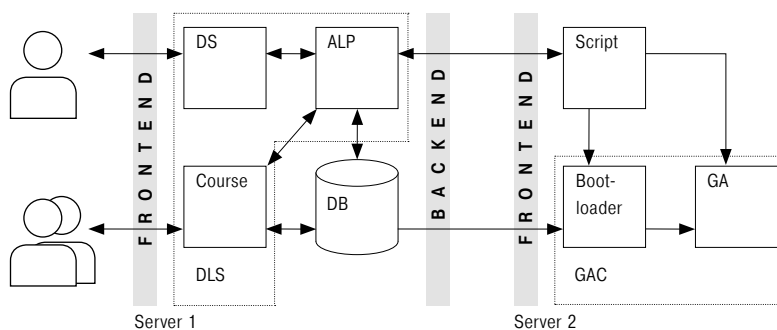 DS
ALP
Script
FRONTEND
BACKEND
FRONTEND
Course
DB
Boot-
loader
GA
DLS
GAC
Server 1
Server 2